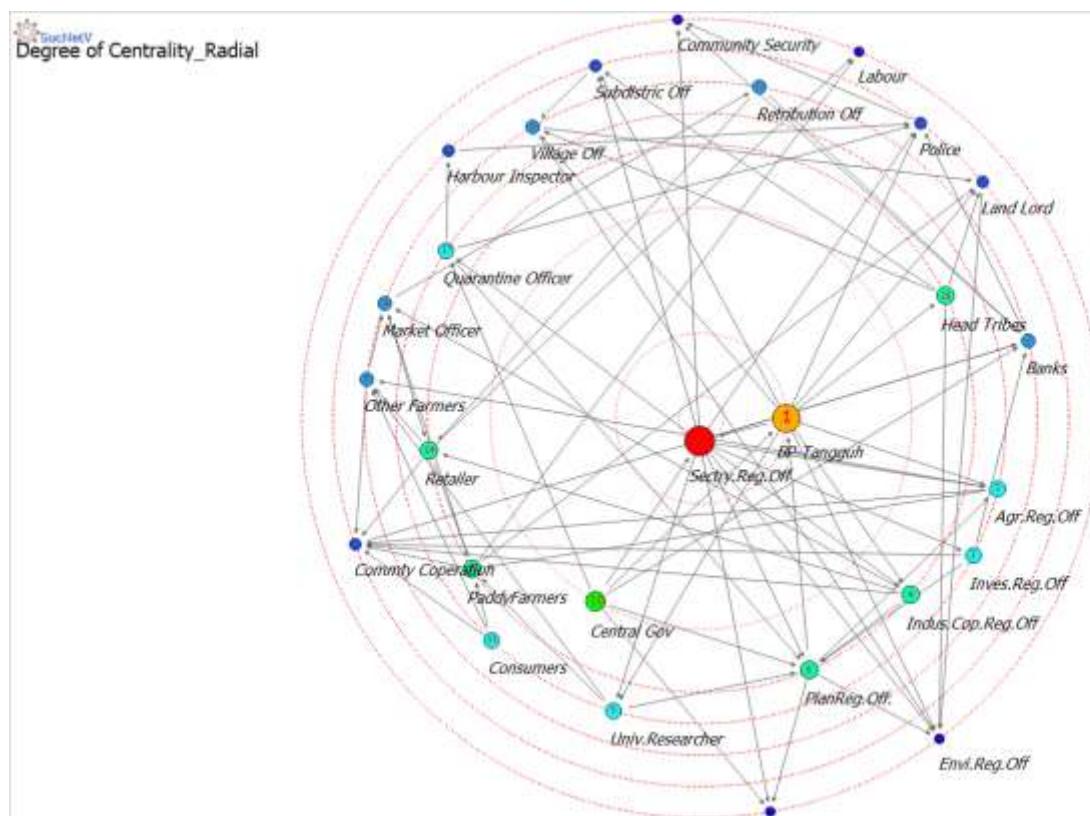 SocNetV
Degree of Centrality_Radial
Community_Security
Labour
Subdistric Off
Retribution Off
Village Off
Police
Harbour Inspector
Land Lord
Quarantine Officer
Head Tribes
Market Officer
Banks
Other Farmers
BP Tangguh
Retailer
Sectry.Reg.Off
Agr.Reg.Off
Commty Coperation
Inves.Reg.Off
PaddyFarmers
Indus.Cop.Reg.Off
Central Gov
Consumers
PlanReg.Off.
Univ.Researcher
Envi.Reg.Off